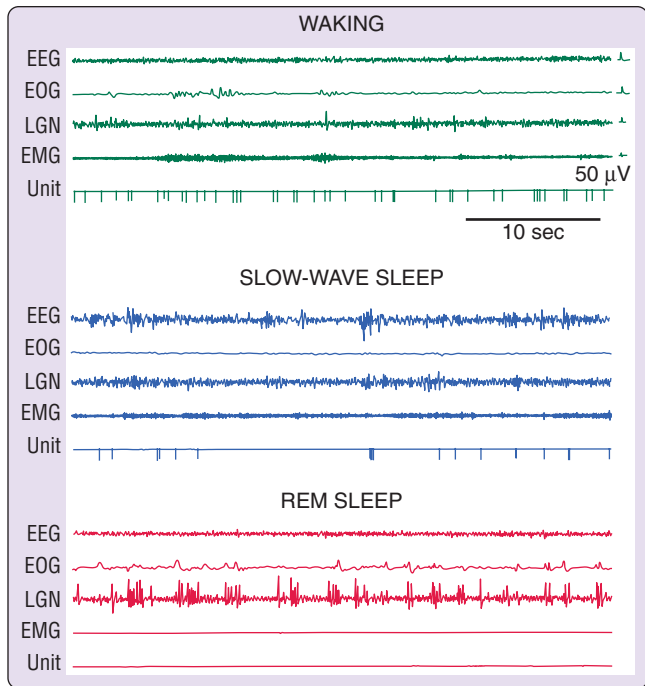 WAKING
EEG
EOG
LGN
EMG
50 μV
Unit
10 sec
SLOW-WAVE SLEEP
EEG
EOG
LGN
EMG
Unit
REM SLEEP
EEG
EOG
LGN
EMG
Unit